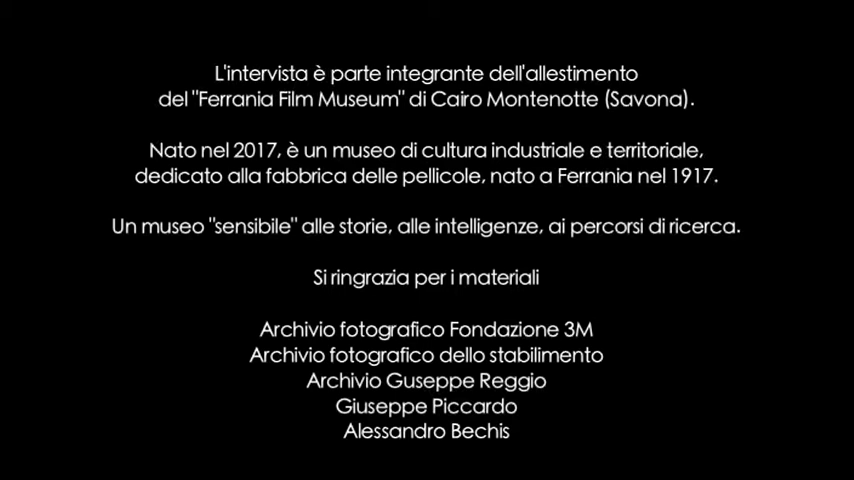 L'intervista è parte integrante dell'allestimento
del "Ferrania Film Museum" di Cairo Montenotte (Savona).
Nato nel 2017, è un museo di cultura industriale e territoriale,
dedicato alla fabbrica delle pellicole, nato a Ferrania nel 1917.
Un museo "sensibile" alle storie, alle intelligenze, ai percorsi di ricerca.
Si ringrazia per i materiali
Archivio fotografico Fondazione 3M
Archivio fotografico dello stabilimento
Archivio Guseppe Reggio
Giuseppe Piccardo
Alessandro Bechis